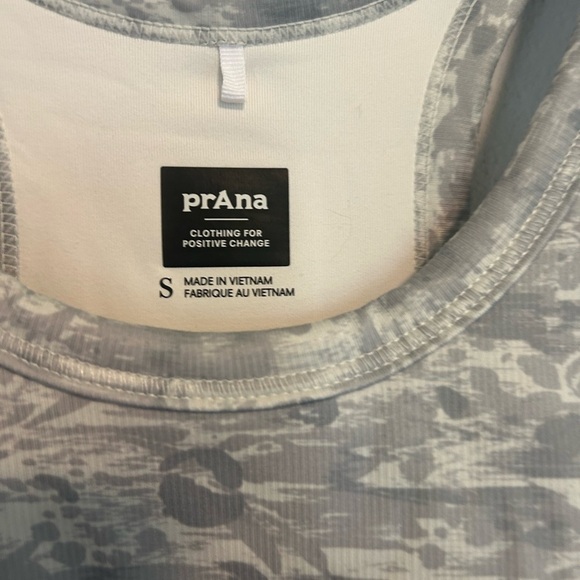 prAna
CLOTHING FOR
POSITIVE CHANGE
S MADE IN VIETNAM
FABRIQUE AU VIETNAM